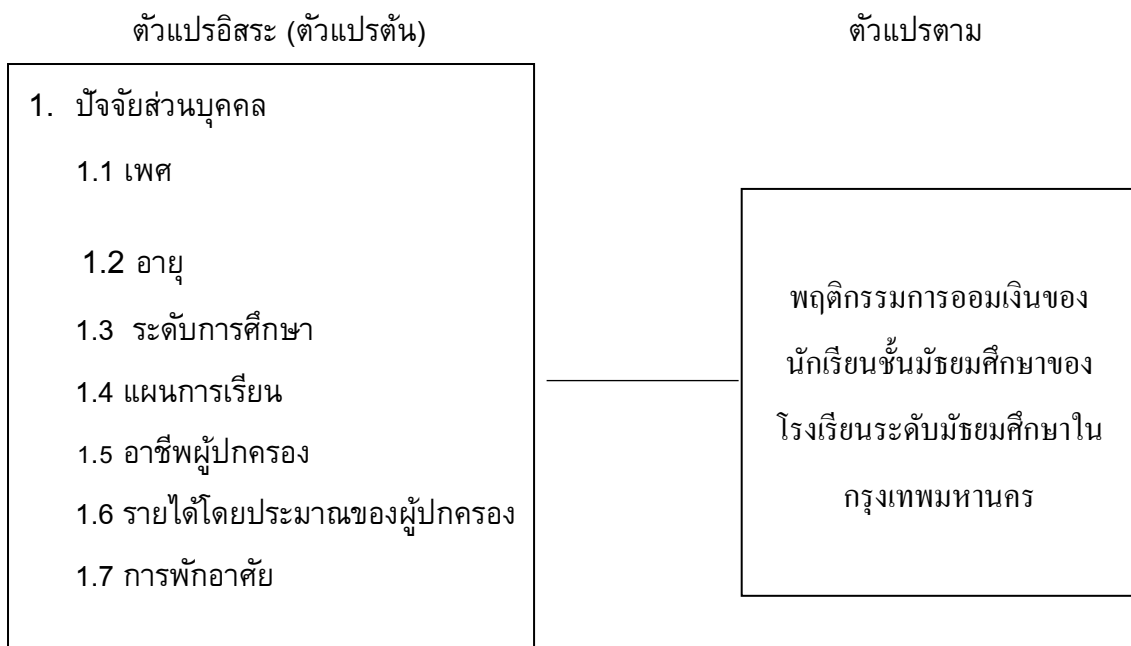 ตัวแปรอิสระ (ตัวแปรต้น)
ตัวแปรตาม
1. ปัจจัยส่วนบุคคล
1.1 เพศ
1.2 อายุ
1.3 ระดับการศึกษา
1.4 แผนการเรียน
1.5 อาชีพผู้ปกครอง
1.6 รายได้โดยประมาณของผู้ปกครอง
1.7 การพักอาศัย
พฤติกรรมการออมเงินของ
นักเรียนชั้นมัธยมศึกษาของ
โรงเรียนระดับมัธยมศึกษาใน
กรุงเทพมหานคร